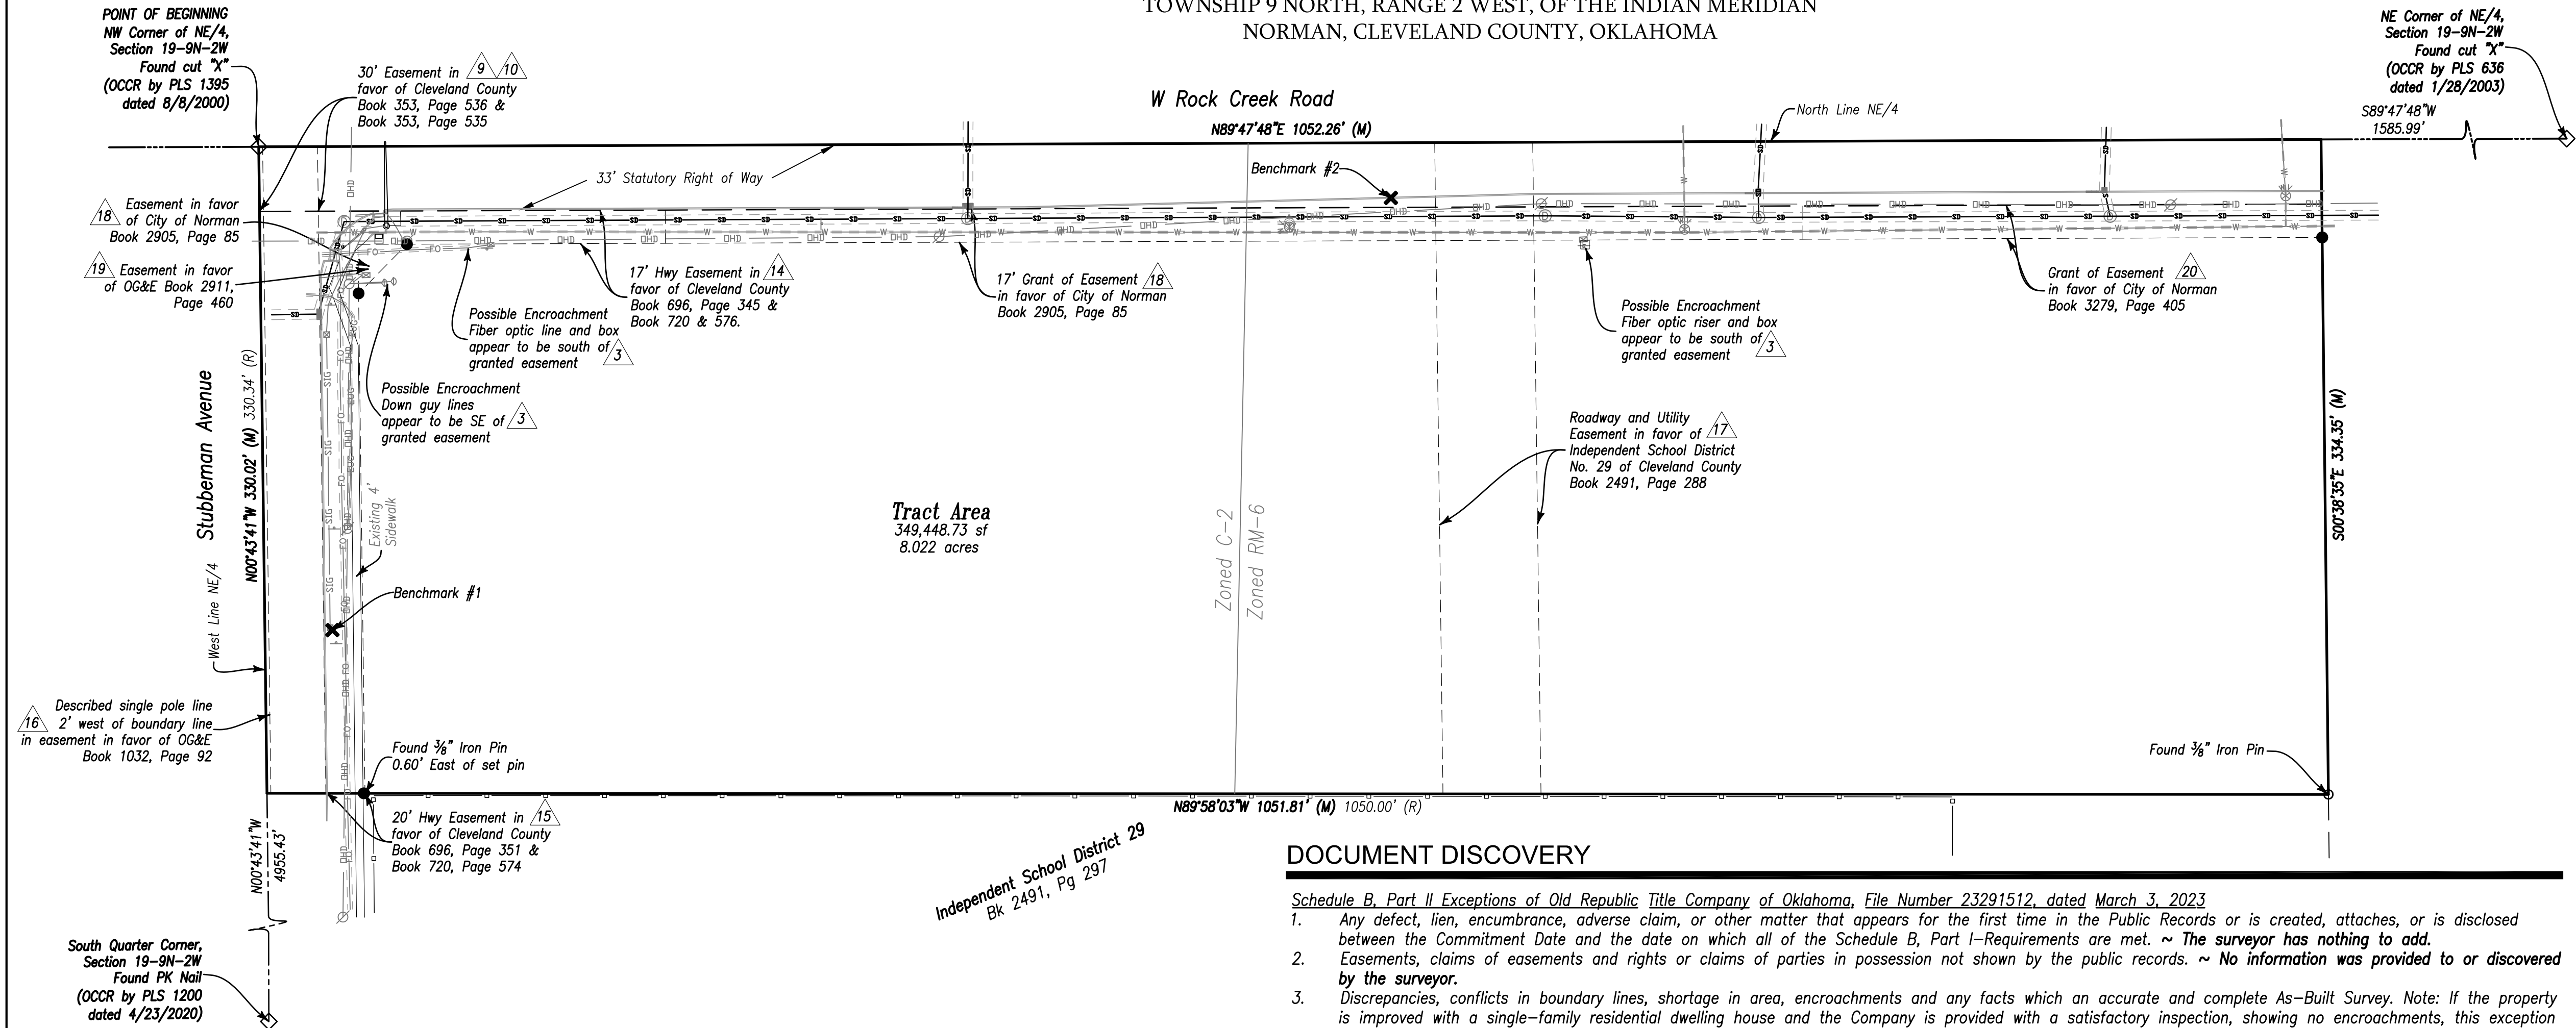 TOWNSHIP 9 NORTH, RANGE 2 WEST, OF THE INDIAN MERIDIAN
NORMAN, CLEVELAND COUNTY, OKLAHOMA
POINT OF BEGINNING
NW Corner of NE/4,
Section 19-9N-2W
Found cut "X"
(OCCR by PLS 1395
dated 8/8/2000)
30' Easement in 9 10
favor of Cleveland County
Book 353, Page 536 &
Book 353, Page 535
W Rock Creek Road
N89°47'48"E 1052.26' (M)
North Line NE/4
NE Corner of NE/4,
Section 19-9N-2W
Found cut "X"
(OCCR by PLS 636
dated 1/28/2003)
S89°47'48"W
1585.99'
33' Statutory Right of Way
Benchmark #2
18 Easement in favor
of City of Norman
Book 2905, Page 85
19 Easement in favor
of OG&E Book 2911,
Page 460
Possible Encroachment
Fiber optic line and box
appear to be south of 3
granted easement
17' Hwy Easement in 14
favor of Cleveland County
Book 696, Page 345 &
Book 720 & 576.
17' Grant of Easement 18
in favor of City of Norman
Book 2905, Page 85
Possible Encroachment
Fiber optic riser and box
appear to be south of 3
granted easement
Grant of Easement 20
in favor of City of Norman
Book 3279, Page 405
Possible Encroachment
Down guy lines
appear to be SE of 3
granted easement
Roadway and Utility
Easement in favor of 17
Independent School District
No. 29 of Cleveland County
Book 2491, Page 288
Stubbeman Avenue
N00°43'41"W 330.02' (M) 330.34' (R)
West Line NE/4
Existing 4'
Sidewalk
Benchmark #1
Tract Area
349,448.73 sf
8.022 acres
Zoned C-2
Zoned RM-6
S00°38'35"E 334.35' (M)
Described single pole line
16 2' west of boundary line
in easement in favor of OG&E
Book 1032, Page 92
Found 3/8" Iron Pin
0.60' East of set pin
Found 3/8" Iron Pin
20' Hwy Easement in 15
favor of Cleveland County
Book 696, Page 351 &
Book 720, Page 574
N89°58'03"W 1051.81' (M) 1050.00' (R)
N00°43'41"W
4955.43'
Independent School District 29
Bk 2491, Pg 297
South Quarter Corner,
Section 19-9N-2W
Found PK Nail
(OCCR by PLS 1200
dated 4/23/2020)
DOCUMENT DISCOVERY
Schedule B, Part II Exceptions of Old Republic Title Company of Oklahoma, File Number 23291512, dated March 3, 2023
1. Any defect, lien, encumbrance, adverse claim, or other matter that appears for the first time in the Public Records or is created, attaches, or is disclosed
between the Commitment Date and the date on which all of the Schedule B, Part I-Requirements are met. ~ The surveyor has nothing to add.
2. Easements, claims of easements and rights or claims of parties in possession not shown by the public records. ~ No information was provided to or discovered
by the surveyor.
3. Discrepancies, conflicts in boundary lines, shortage in area, encroachments and any facts which an accurate and complete As-Built Survey. Note: If the property
is improved with a single-family residential dwelling house and the Company is provided with a satisfactory inspection, showing no encroachments, this exception